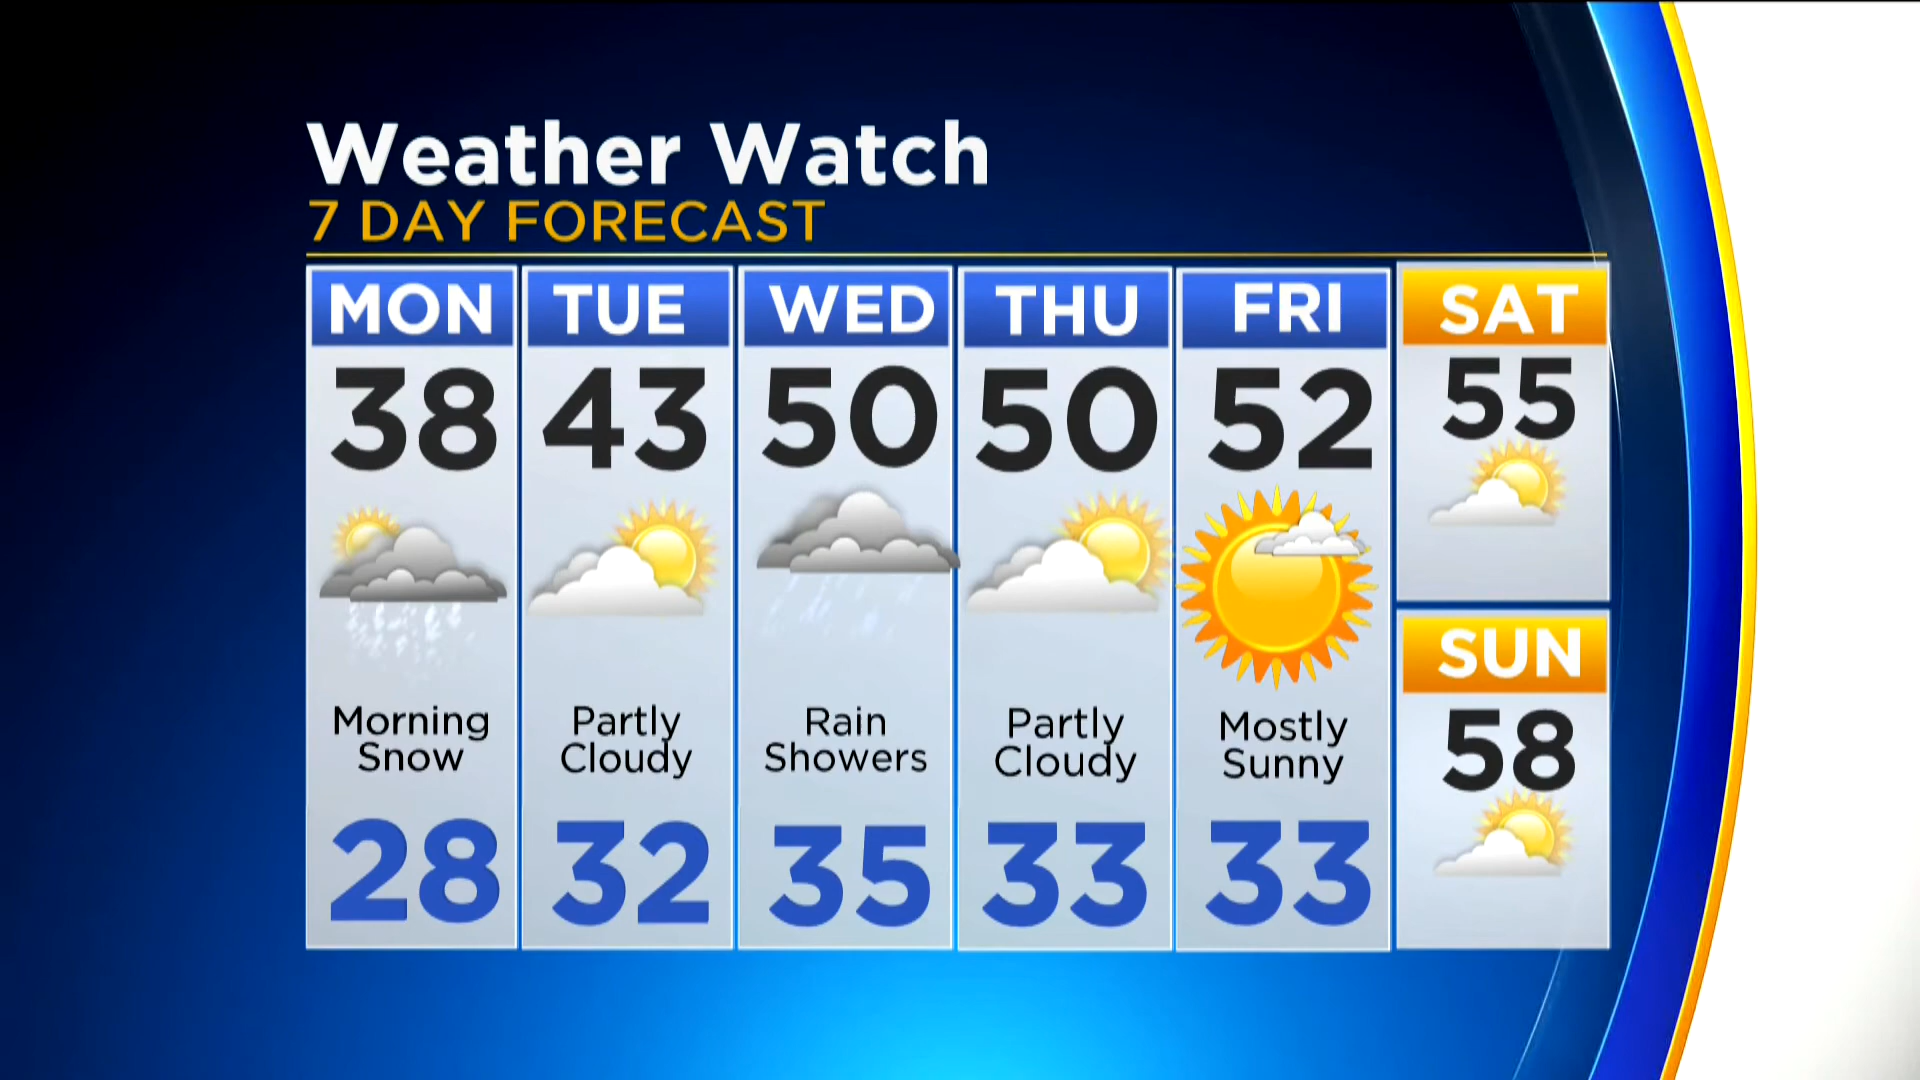 Weather Watch
7 DAY FORECAST
MON
38
Morning
Snow
28
TUE
43
Partly
Cloudy
32
WED
50
Rain
Showers
35
THU
50
Partly
Cloudy
33
FRI
52
Mostly
Sunny
33
SAT
55
SUN
58